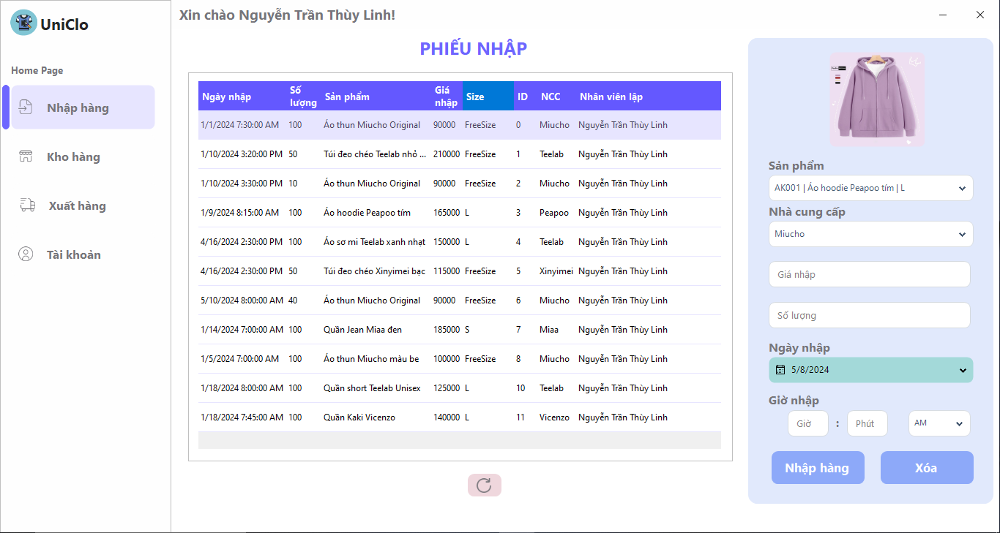 UniClo
Xin chào Nguyễn Trần Thùy Linh!
Home Page
Nhập hàng
Kho hàng
Xuất hàng
Tài khoản
PHIẾU NHẬP
Ngày nhập Số lượng Sản phẩm Giá nhập Size ID NCC Nhân viên lập
1/1/2024 7:30:00 AM 100 Áo thun Miucho Original 90000 FreeSize 0 Miucho Nguyễn Trần Thùy Linh
1/10/2024 3:20:00 PM 50 Túi đeo chéo Teelab nhỏ ... 210000 FreeSize 1 Teelab Nguyễn Trần Thùy Linh
1/10/2024 3:30:00 PM 10 Áo thun Miucho Original 90000 FreeSize 2 Miucho Nguyễn Trần Thùy Linh
1/9/2024 8:15:00 AM 100 Áo hoodie Peapoo tím 165000 L 3 Peapoo Nguyễn Trần Thùy Linh
4/16/2024 2:30:00 PM 100 Áo sơ mi Teelab xanh nhạt 150000 L 4 Teelab Nguyễn Trần Thùy Linh
4/16/2024 2:30:00 PM 50 Túi đeo chéo Xinyimei bạc 115000 FreeSize 5 Xinyimei Nguyễn Trần Thùy Linh
5/10/2024 8:00:00 AM 40 Áo thun Miucho Original 90000 FreeSize 6 Miucho Nguyễn Trần Thùy Linh
1/14/2024 7:00:00 AM 100 Quần Jean Miaa đen 185000 S 7 Miaa Nguyễn Trần Thùy Linh
1/5/2024 7:00:00 AM 100 Áo thun Miucho màu be 100000 FreeSize 8 Miucho Nguyễn Trần Thùy Linh
1/18/2024 8:00:00 AM 100 Quần short Teelab Unisex 125000 L 10 Teelab Nguyễn Trần Thùy Linh
1/18/2024 7:45:00 AM 100 Quần Kaki Vicenzo 140000 L 11 Vicenzo Nguyễn Trần Thùy Linh
Sản phẩm
AK001 | Áo hoodie Peapoo tím | L
Nhà cung cấp
Miucho
Giá nhập
Số lượng
Ngày nhập
5/8/2024
Giờ nhập
Giờ : Phút AM
Nhập hàng Xóa